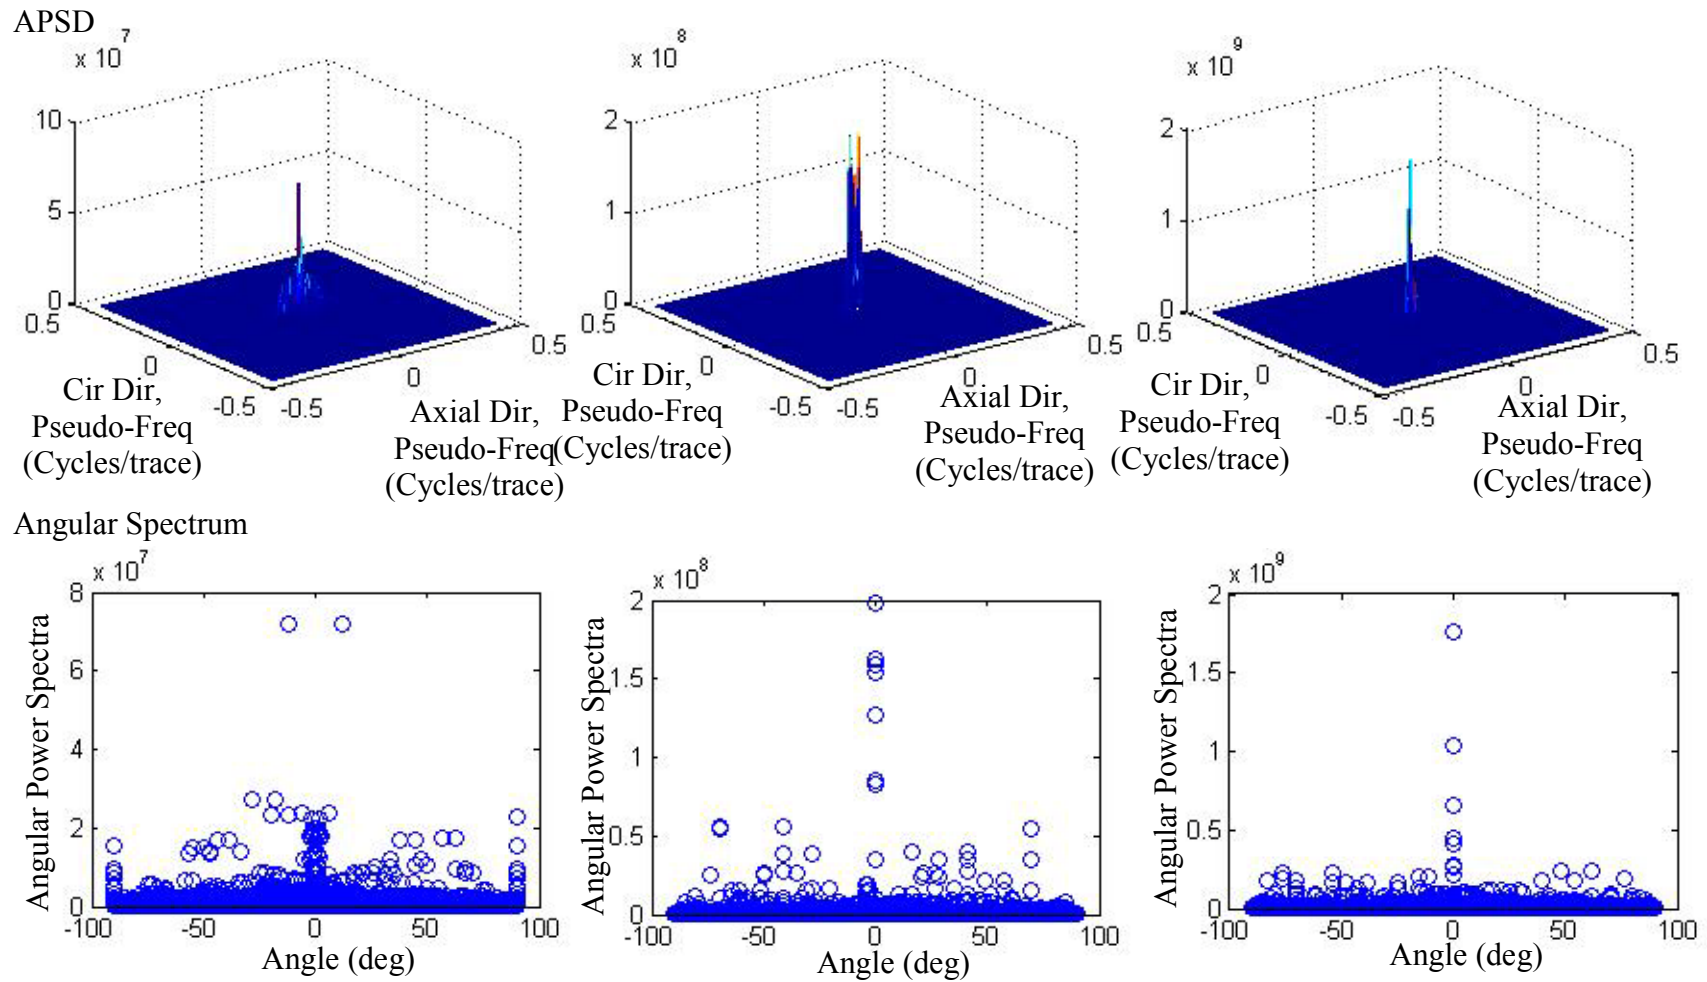 APSD
x 10^7
10
5
0
0.5
0
-0.5
-0.5
0
0.5
Cir Dir,
Pseudo-Freq
(Cycles/trace)
Axial Dir,
Pseudo-Freq
(Cycles/trace)
x 10^8
2
1
0
0.5
0
-0.5
-0.5
0
0.5
Cir Dir,
Pseudo-Freq
(Cycles/trace)
Axial Dir,
Pseudo-Freq
(Cycles/trace)
x 10^9
2
1
0
0.5
0
-0.5
-0.5
0
0.5
Cir Dir,
Pseudo-Freq
(Cycles/trace)
Axial Dir,
Pseudo-Freq
(Cycles/trace)
Angular Spectrum
x 10^7
Angular Power Spectra
8
6
4
2
0
-100
-50
0
50
100
Angle (deg)
x 10^8
Angular Power Spectra
2
1.5
1
0.5
0
-100
-50
0
50
100
Angle (deg)
x 10^9
Angular Power Spectra
2
1.5
1
0.5
0
-100
-50
0
50
100
Angle (deg)